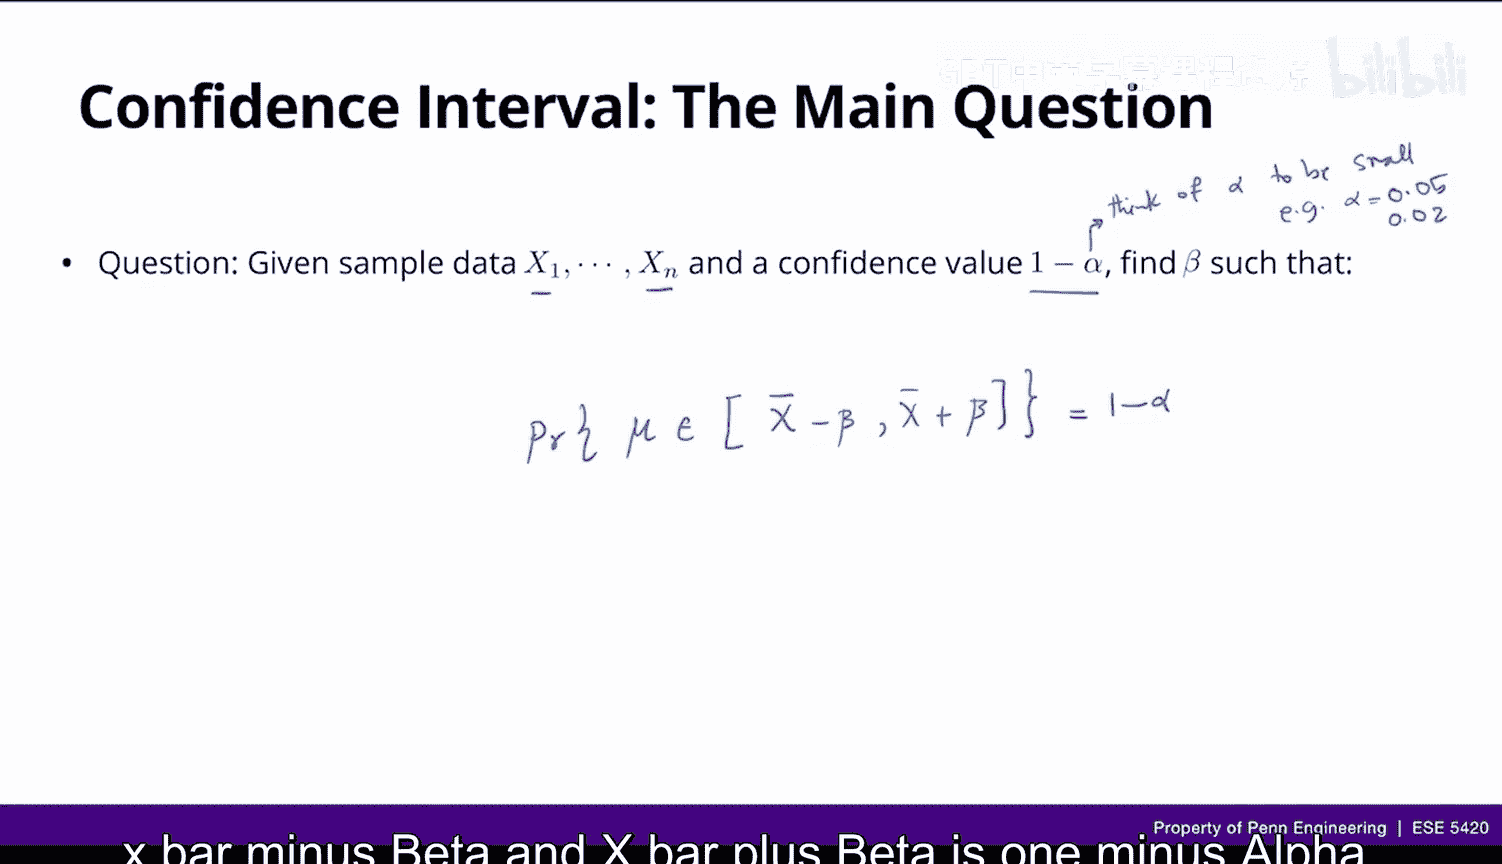 bilibili
Confidence Interval: The Main Question
think of α to be small
e.g. α = 0.05
0.02
• Question: Given sample data X₁, ⋯ , Xₙ and a confidence value 1 − α, find β such that:
Pr{ μ ∈ [ X̄ − β , X̄ + β ] } = 1 − α
Property of Penn Engineering | ESE 5420
x bar minus Beta and X bar plus Beta is one minus Alpha